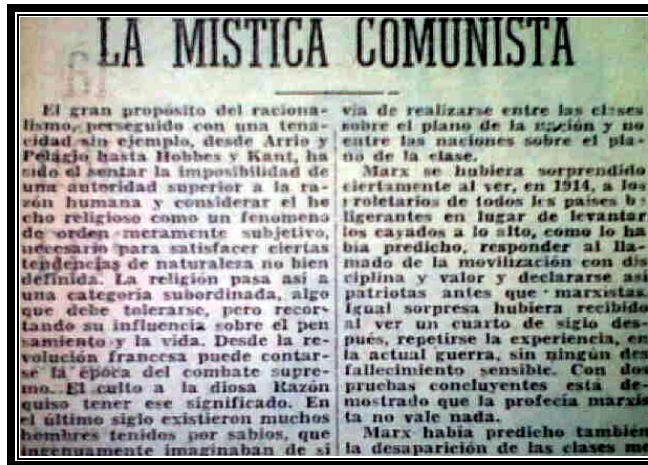 LA MISTICA COMUNISTA
El gran propósito del raciona-
lismo, perseguido con una tena-
cidad sin ejemplo, desde Arrio y
Pelagio hasta Hobbes y Kant, ha
sido el sentar la imposibilidad de
una autoridad superior a la ra-
zón humana y considerar el he
cho religioso como un fenomeno
de orden meramente subjetivo,
necesario para satisfacer ciertas
tendencias de naturaleza no bien
definida. La religión pasa así a
una categoría subordinada, algo
que debe tolerarse, pero recor-
tando su influencia sobre el pen
samiento y la vida. Desde la re-
volución francesa puede contar-
se la época del combate supre-
mo. El culto a la diosa Razón
quiso tener ese significado. En
el último siglo existieron muchos
hombres tenidos por sabios, que
ingenuamente imaginaban de si
vía de realizarse entre las clases
sobre el plano de la nación y no
entre las naciones sobre el pla-
no de la clase.
Marx se hubiera sorprendido
ciertamente al ver, en 1914, a los
proletarios de todos los países be
ligerantes en lugar de levantar
los cayados a lo alto, como lo ha
bía predicho, responder al lla-
mado de la movilización con dis
ciplina y valor y declararse así
patriotas antes que marxistas.
Igual sorpresa hubiera recibido
al ver un cuarto de siglo des-
pués, repetirse la experiencia, en
la actual guerra, sin ningún des
fallecimiento sensible. Con dos
pruebas concluyentes está de-
mostrado que la profecía marxis
ta no vale nada.
Marx había predicho también
la desaparición de las clases me